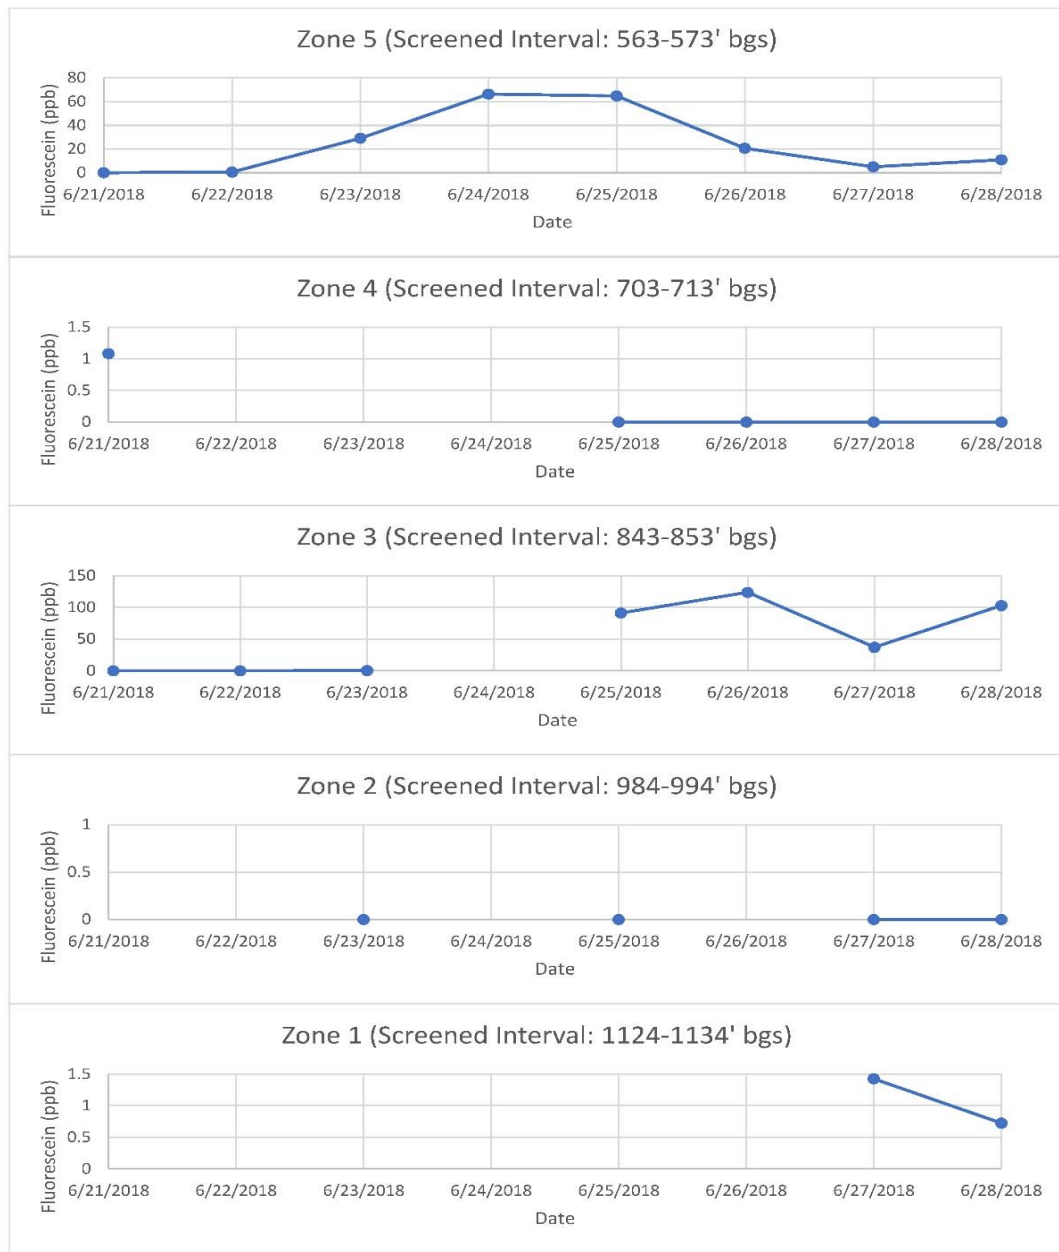 Zone 5 (Screened Interval: 563-573' bgs)
Fluorescein (ppb)
80
60
40
20
0
6/21/2018 6/22/2018 6/23/2018 6/24/2018 6/25/2018 6/26/2018 6/27/2018 6/28/2018
Date
Zone 4 (Screened Interval: 703-713' bgs)
Fluorescein (ppb)
1.5
1
0.5
0
6/21/2018 6/22/2018 6/23/2018 6/24/2018 6/25/2018 6/26/2018 6/27/2018 6/28/2018
Date
Zone 3 (Screened Interval: 843-853' bgs)
Fluorescein (ppb)
150
100
50
0
6/21/2018 6/22/2018 6/23/2018 6/24/2018 6/25/2018 6/26/2018 6/27/2018 6/28/2018
Date
Zone 2 (Screened Interval: 984-994' bgs)
Fluorescein (ppb)
1
0.5
0
6/21/2018 6/22/2018 6/23/2018 6/24/2018 6/25/2018 6/26/2018 6/27/2018 6/28/2018
Date
Zone 1 (Screened Interval: 1124-1134' bgs)
Fluorescein (ppb)
1.5
1
0.5
0
6/21/2018 6/22/2018 6/23/2018 6/24/2018 6/25/2018 6/26/2018 6/27/2018 6/28/2018
Date